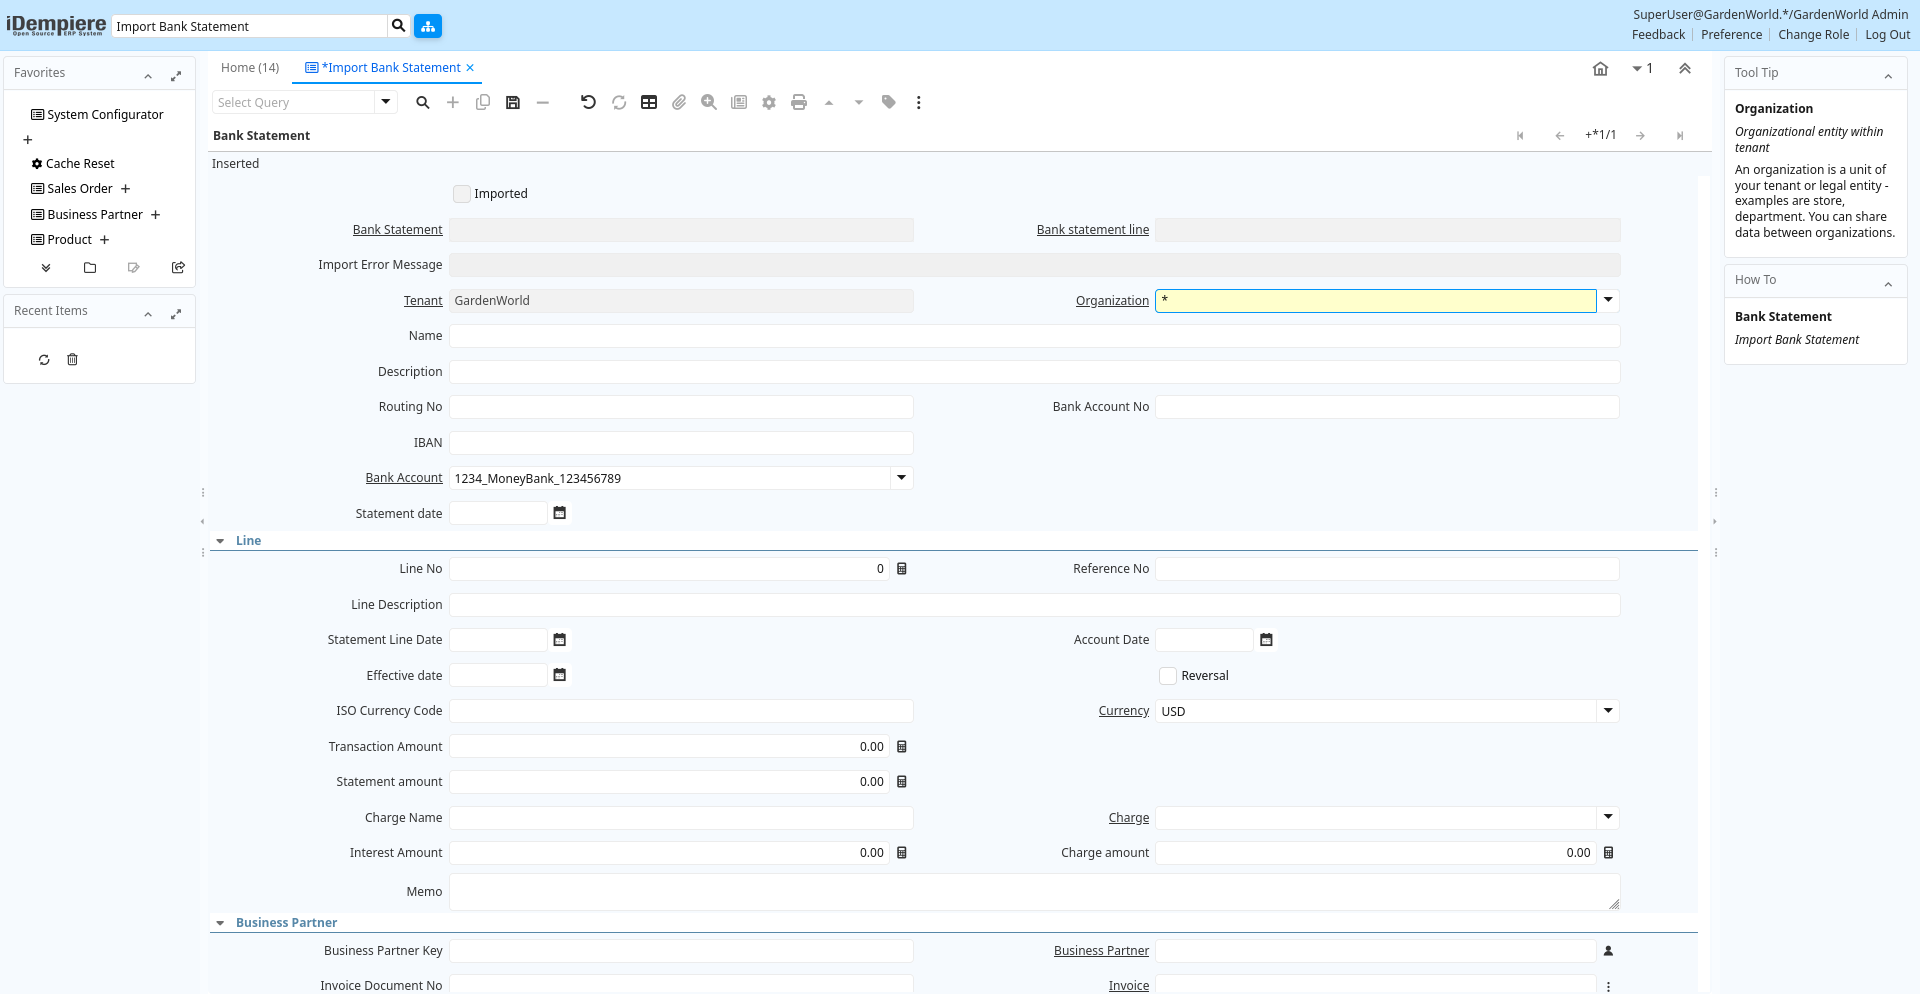 iDempiere
Open Source ERP System
Import Bank Statement
SuperUser@GardenWorld.*/GardenWorld Admin
Feedback Preference Change Role Log Out
Favorites
System Configurator
Cache Reset
Sales Order
Business Partner
Product
Recent Items
Home (14)
*Import Bank Statement
1
Select Query
Bank Statement
+*1/1
Inserted
Imported
Bank Statement
Bank statement line
Import Error Message
Tenant GardenWorld
Organization *
Name
Description
Routing No
Bank Account No
IBAN
Bank Account 1234_MoneyBank_123456789
Statement date
Line
Line No 0
Reference No
Line Description
Statement Line Date
Account Date
Effective date
Reversal
ISO Currency Code
Currency USD
Transaction Amount 0.00
Statement amount 0.00
Charge Name
Charge
Interest Amount 0.00
Charge amount 0.00
Memo
Business Partner
Business Partner Key
Business Partner
Invoice Document No
Invoice
Tool Tip
Organization
Organizational entity within
tenant
An organization is a unit of
your tenant or legal entity -
examples are store,
department. You can share
data between organizations.
How To
Bank Statement
Import Bank Statement